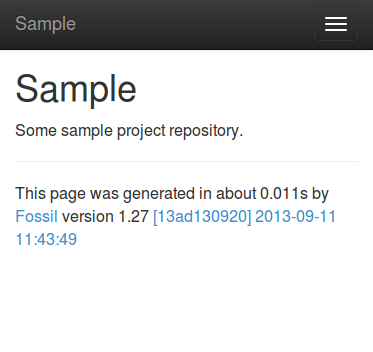 Sample
Sample
Some sample project repository.
This page was generated in about 0.011s by
Fossil version 1.27 [13ad130920] 2013-09-11
11:43:49